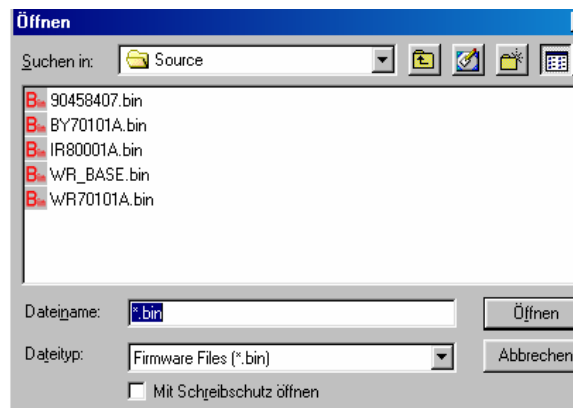 Öffnen
Suchen in: Source
90458407.bin
BY70101A.bin
IR80001A.bin
WR_BASE.bin
WR70101A.bin
Dateiname: *.bin Öffnen
Dateityp: Firmware Files (*.bin) Abbrechen
Mit Schreibschutz öffnen